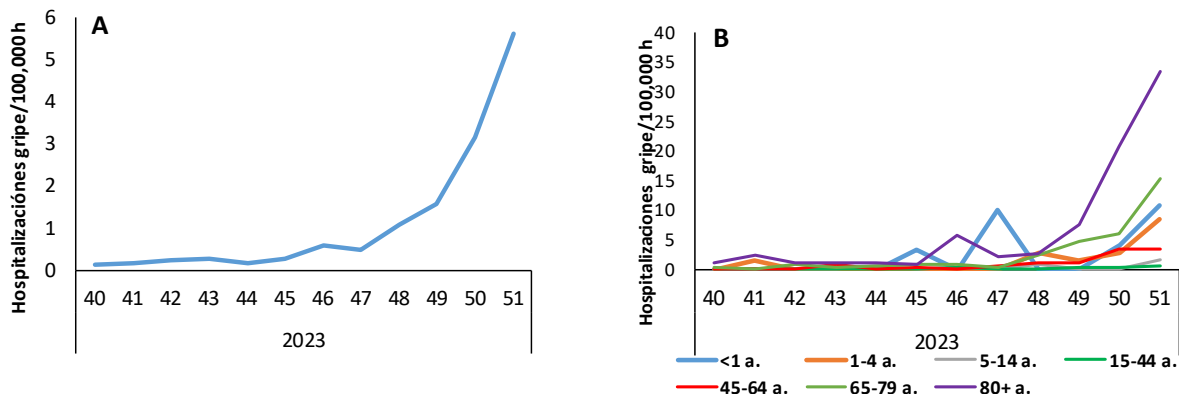 A
Hospitalizaciónes gripe/100,000 h
6
5
4
3
2
1
0
40 41 42 43 44 45 46 47 48 49 50 51
2023
B
Hospitalizaciones gripe/100,000 h
40
35
30
25
20
15
10
5
0
40 41 42 43 44 45 46 47 48 49 50 51
2023
<1 a. 1-4 a. 5-14 a. 15-44 a.
45-64 a. 65-79 a. 80+ a.